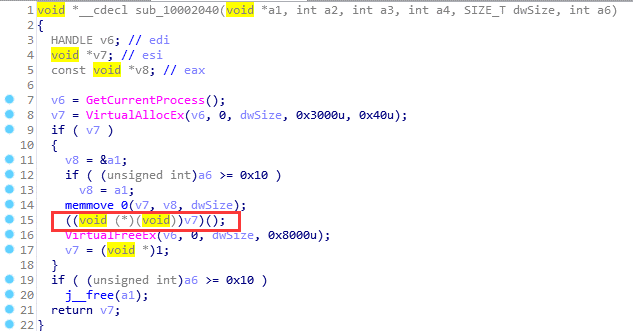 1 void *__cdecl sub_10002040(void *a1, int a2, int a3, int a4, SIZE_T dwSize, int a6)
2 {
3 HANDLE v6; // edi
4 void *v7; // esi
5 const void *v8; // eax
6
7 v6 = GetCurrentProcess();
8 v7 = VirtualAllocEx(v6, 0, dwSize, 0x3000u, 0x40u);
9 if ( v7 )
10 {
11 v8 = &a1;
12 if ( (unsigned int)a6 >= 0x10 )
13 v8 = a1;
14 memmove_0(v7, v8, dwSize);
15 ((void (*)(void))v7)();
16 VirtualFreeEx(v6, 0, dwSize, 0x8000u);
17 v7 = (void *)1;
18 }
19 if ( (unsigned int)a6 >= 0x10 )
20 j__free(a1);
21 return v7;
22 }